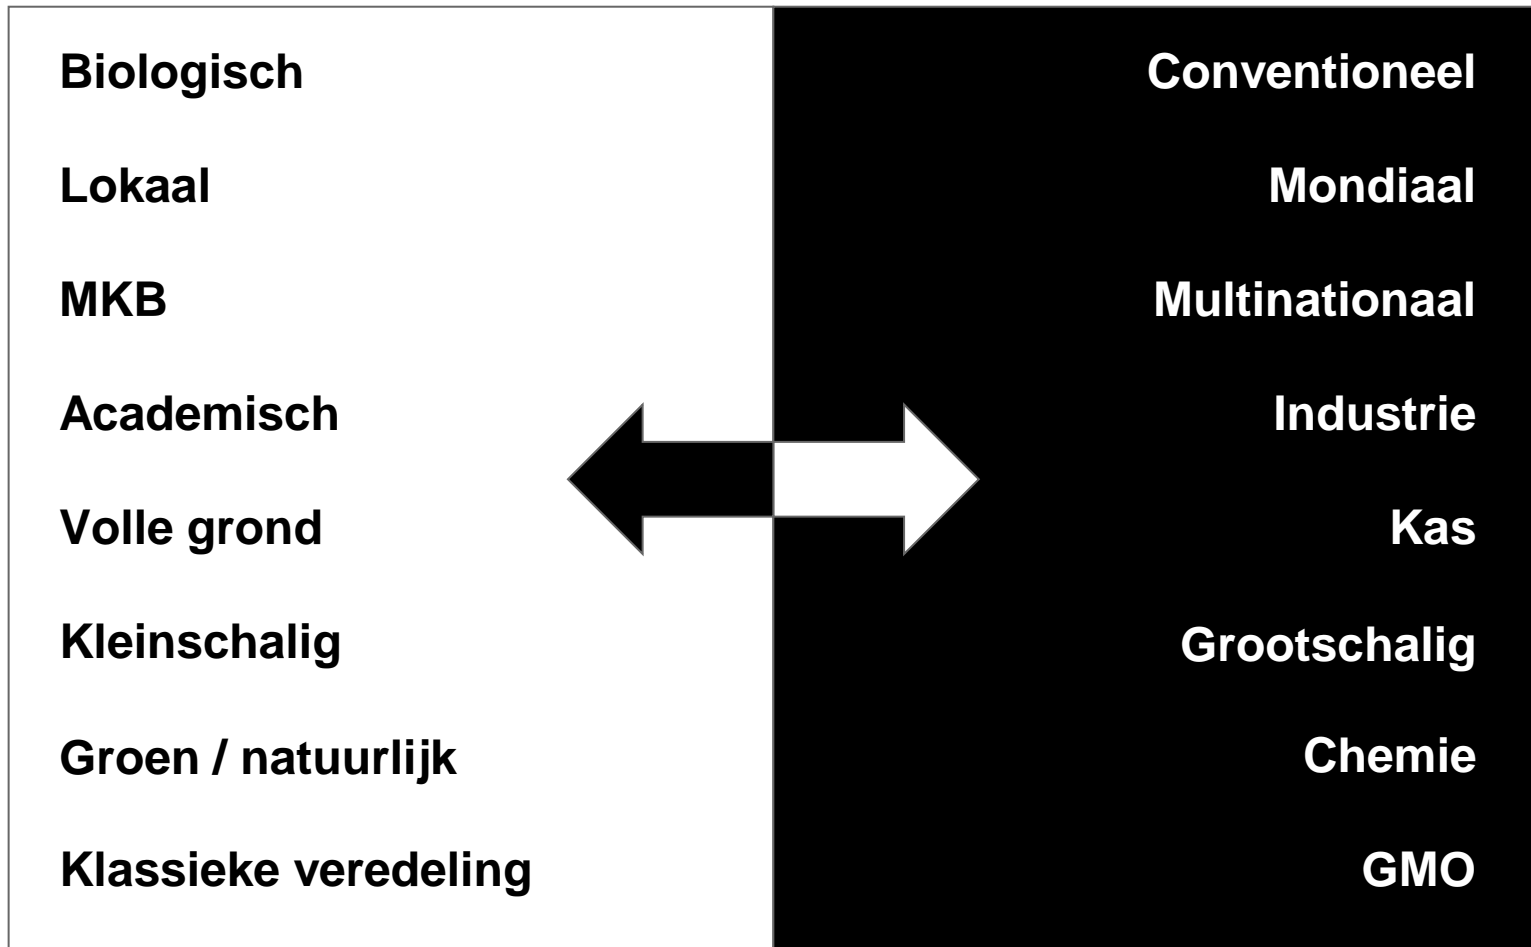 Biologisch
Conventioneel
Lokaal
Mondiaal
MKB
Multinationaal
Academisch
Industrie
Volle grond
Kas
Kleinschalig
Grootschalig
Groen / natuurlijk
Chemie
Klassieke veredeling
GMO